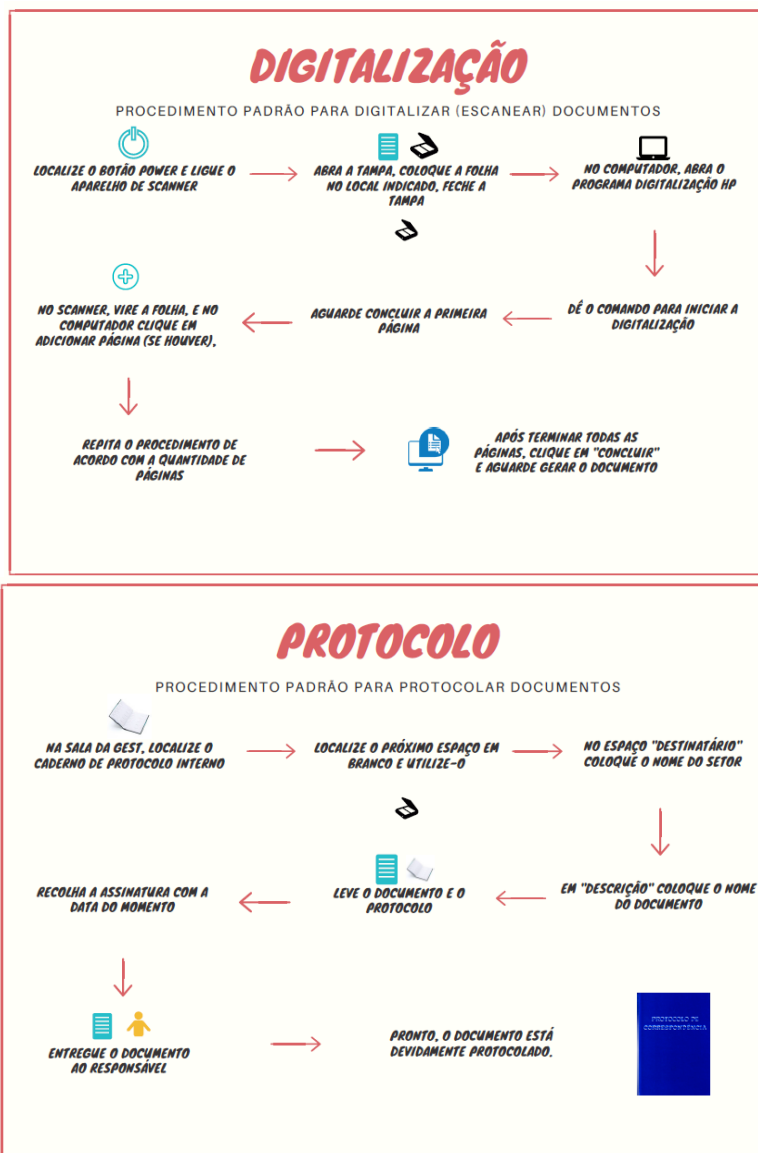 DIGITALIZAÇÃO
PROCEDIMENTO PADRÃO PARA DIGITALIZAR (ESCANEAR) DOCUMENTOS
LOCALIZE O BOTÃO POWER E LIGUE O
APARELHO DE SCANNER
ABRA A TAMPA, COLOQUE A FOLHA
NO LOCAL INDICADO, FECHE A
TAMPA
NO COMPUTADOR, ABRA O
PROGRAMA DIGITALIZAÇÃO HP
DÊ O COMANDO PARA INICIAR A
DIGITALIZAÇÃO
AGUARDE CONCLUIR A PRIMEIRA
PÁGINA
NO SCANNER, VIRE A FOLHA, E NO
COMPUTADOR CLIQUE EM
ADICIONAR PÁGINA (SE HOUVER),
REPITA O PROCEDIMENTO DE
ACORDO COM A QUANTIDADE DE
PÁGINAS
APÓS TERMINAR TODAS AS
PÁGINAS, CLIQUE EM "CONCLUIR"
E AGUARDE GERAR O DOCUMENTO
PROTOCOLO
PROCEDIMENTO PADRÃO PARA PROTOCOLAR DOCUMENTOS
NA SALA DA GEST, LOCALIZE O
CADERNO DE PROTOCOLO INTERNO
LOCALIZE O PRÓXIMO ESPAÇO EM
BRANCO E UTILIZE-O
NO ESPAÇO "DESTINATÁRIO"
COLOQUE O NOME DO SETOR
EM "DESCRIÇÃO" COLOQUE O NOME
DO DOCUMENTO
LEVE O DOCUMENTO E O
PROTOCOLO
RECOLHA A ASSINATURA COM A
DATA DO MOMENTO
ENTREGUE O DOCUMENTO
AO RESPONSÁVEL
PRONTO, O DOCUMENTO ESTÁ
DEVIDAMENTE PROTOCOLADO.
PROTOCOLO DE
CORRESPONDENCIA